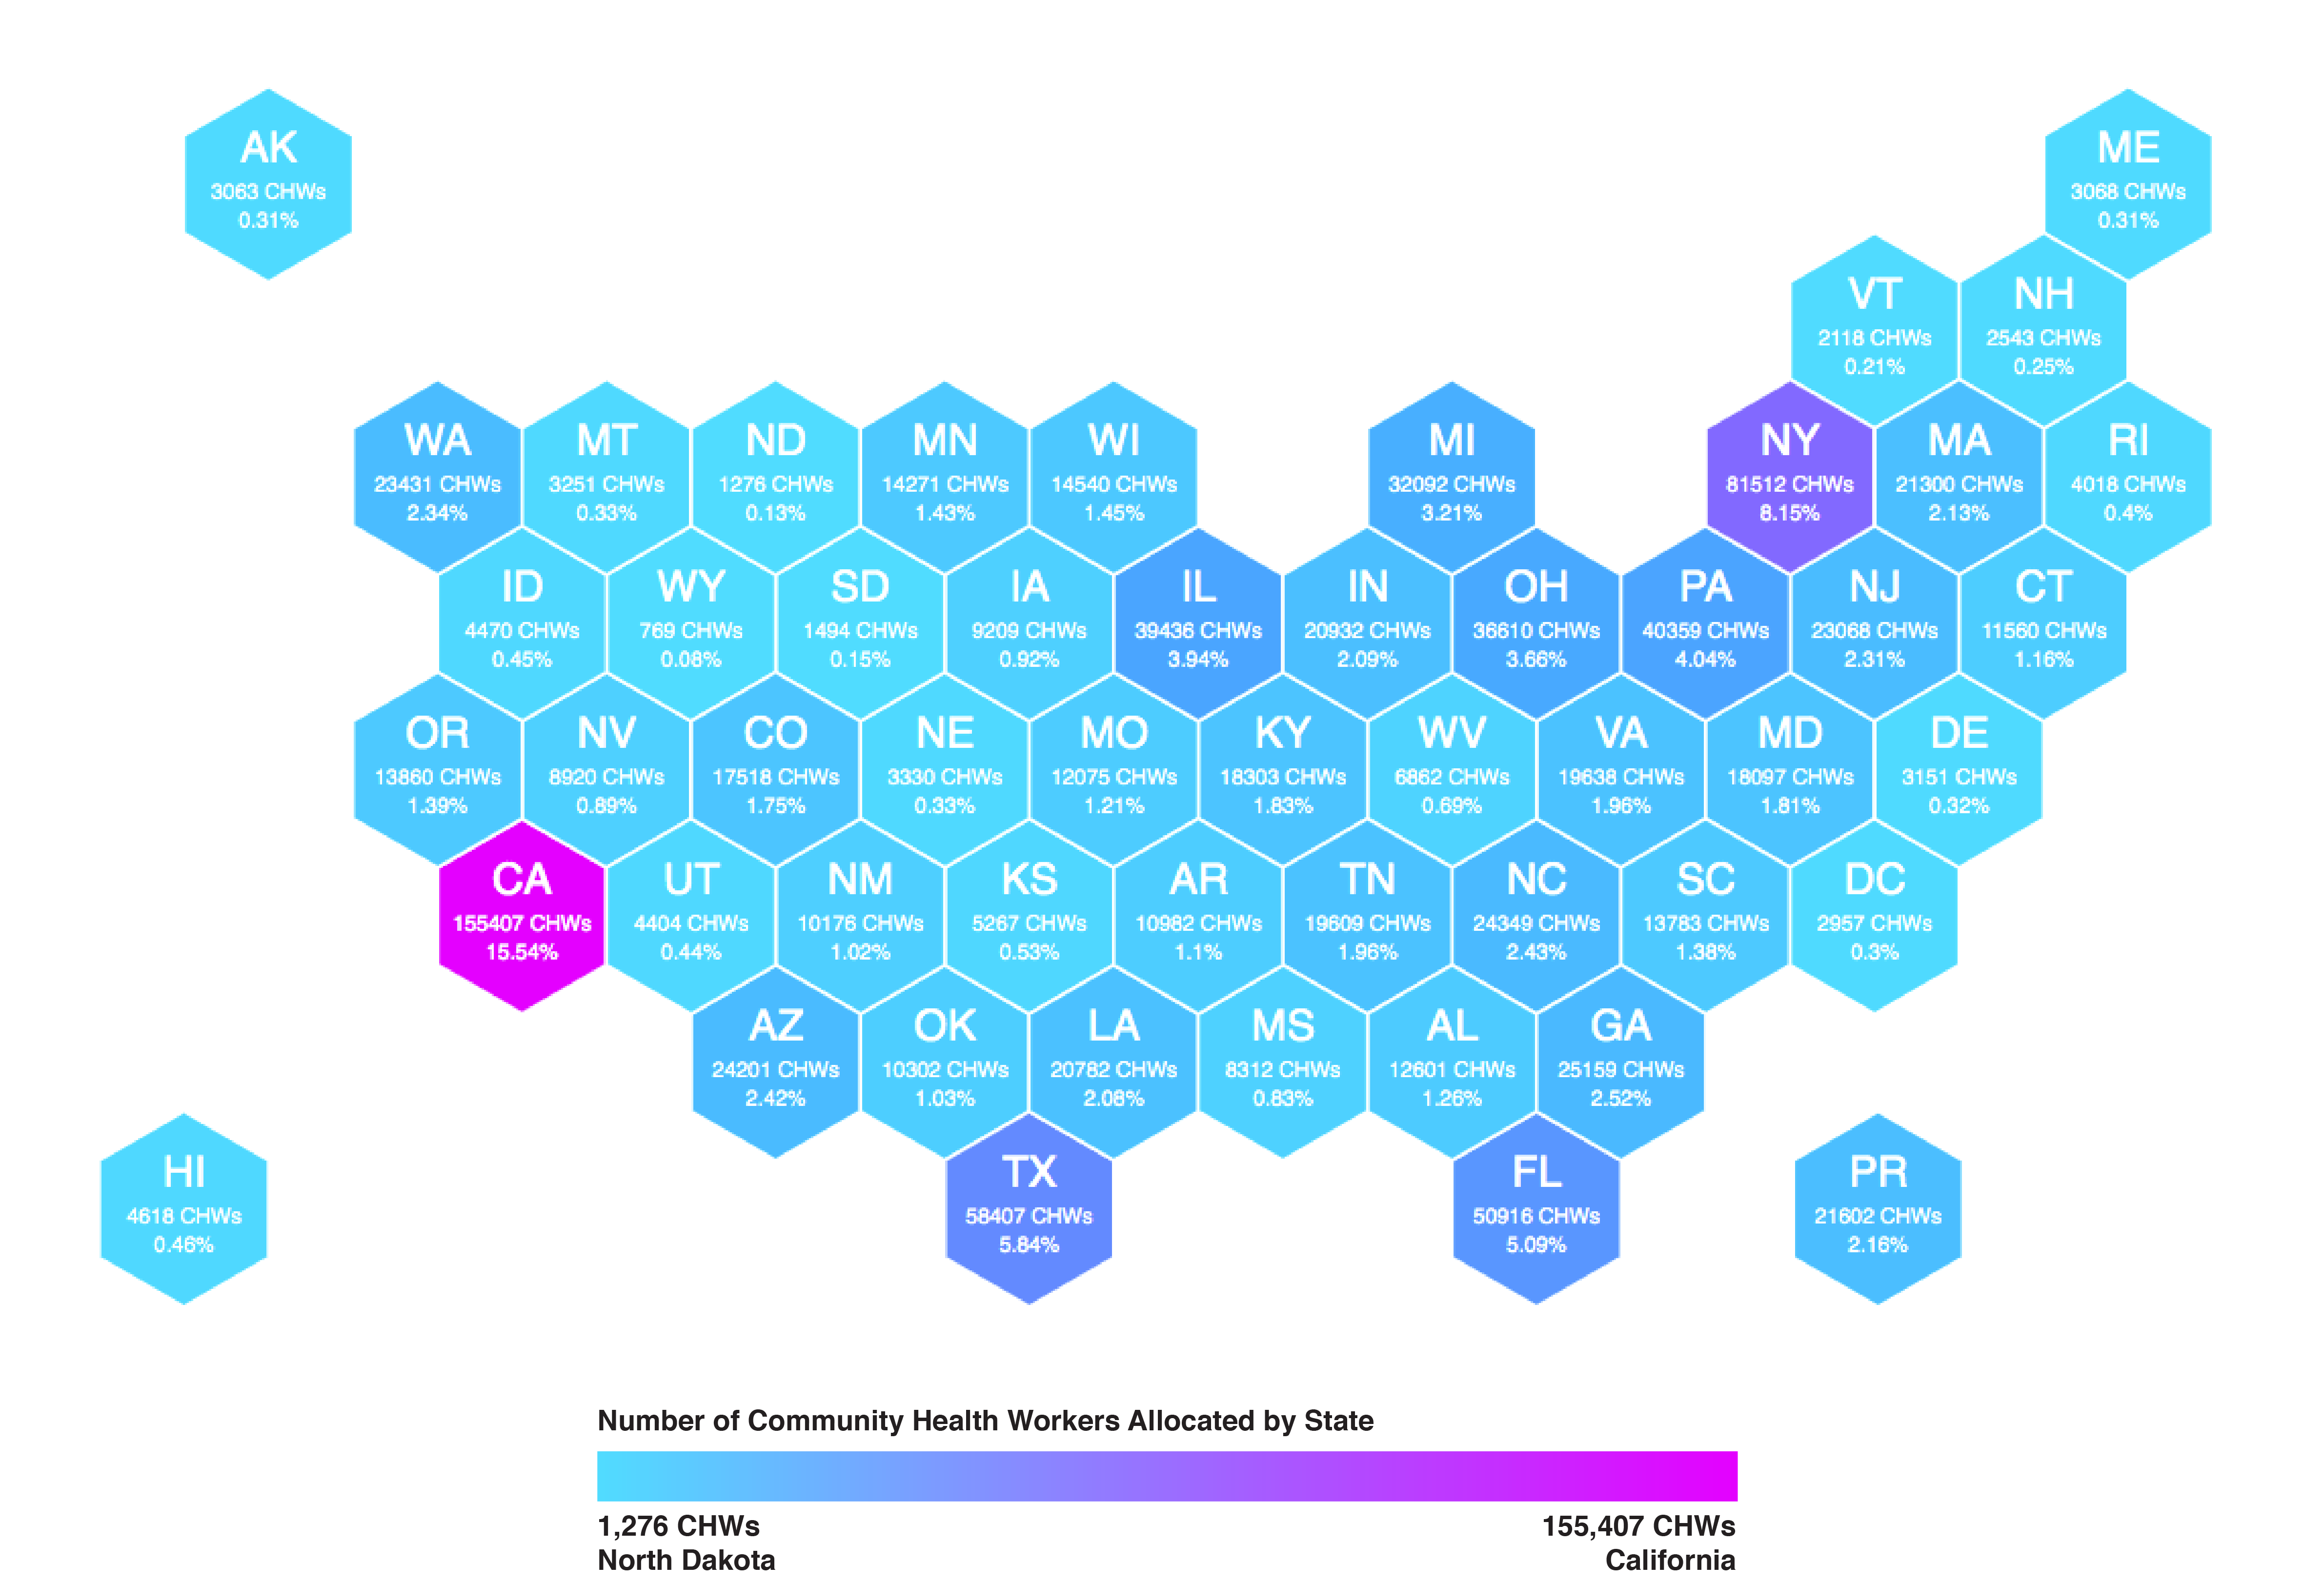 AK
3063 CHWs
0.31%
ME
3068 CHWs
0.31%
VT
2118 CHWs
0.21%
NH
2543 CHWs
0.25%
WA
23431 CHWs
2.34%
MT
3251 CHWs
0.33%
ND
1276 CHWs
0.13%
MN
14271 CHWs
1.43%
WI
14540 CHWs
1.45%
MI
32092 CHWs
3.21%
NY
81512 CHWs
8.15%
MA
21300 CHWs
2.13%
RI
4018 CHWs
0.4%
ID
4470 CHWs
0.45%
WY
769 CHWs
0.08%
SD
1494 CHWs
0.15%
IA
9209 CHWs
0.92%
IL
39436 CHWs
3.94%
IN
20932 CHWs
2.09%
OH
36610 CHWs
3.66%
PA
40359 CHWs
4.04%
NJ
23068 CHWs
2.31%
CT
11560 CHWs
1.16%
OR
13860 CHWs
1.39%
NV
8920 CHWs
0.89%
CO
17518 CHWs
1.75%
NE
3330 CHWs
0.33%
MO
12075 CHWs
1.21%
KY
18303 CHWs
1.83%
WV
6862 CHWs
0.69%
VA
19638 CHWs
1.96%
MD
18097 CHWs
1.81%
DE
3151 CHWs
0.32%
CA
155407 CHWs
15.54%
UT
4404 CHWs
0.44%
NM
10176 CHWs
1.02%
KS
5267 CHWs
0.53%
AR
10982 CHWs
1.1%
TN
19609 CHWs
1.96%
NC
24349 CHWs
2.43%
SC
13783 CHWs
1.38%
DC
2957 CHWs
0.3%
AZ
24201 CHWs
2.42%
OK
10302 CHWs
1.03%
LA
20782 CHWs
2.08%
MS
8312 CHWs
0.83%
AL
12601 CHWs
1.26%
GA
25159 CHWs
2.52%
HI
4618 CHWs
0.46%
TX
58407 CHWs
5.84%
FL
50916 CHWs
5.09%
PR
21602 CHWs
2.16%
Number of Community Health Workers Allocated by State
1,276 CHWs
North Dakota
155,407 CHWs
California